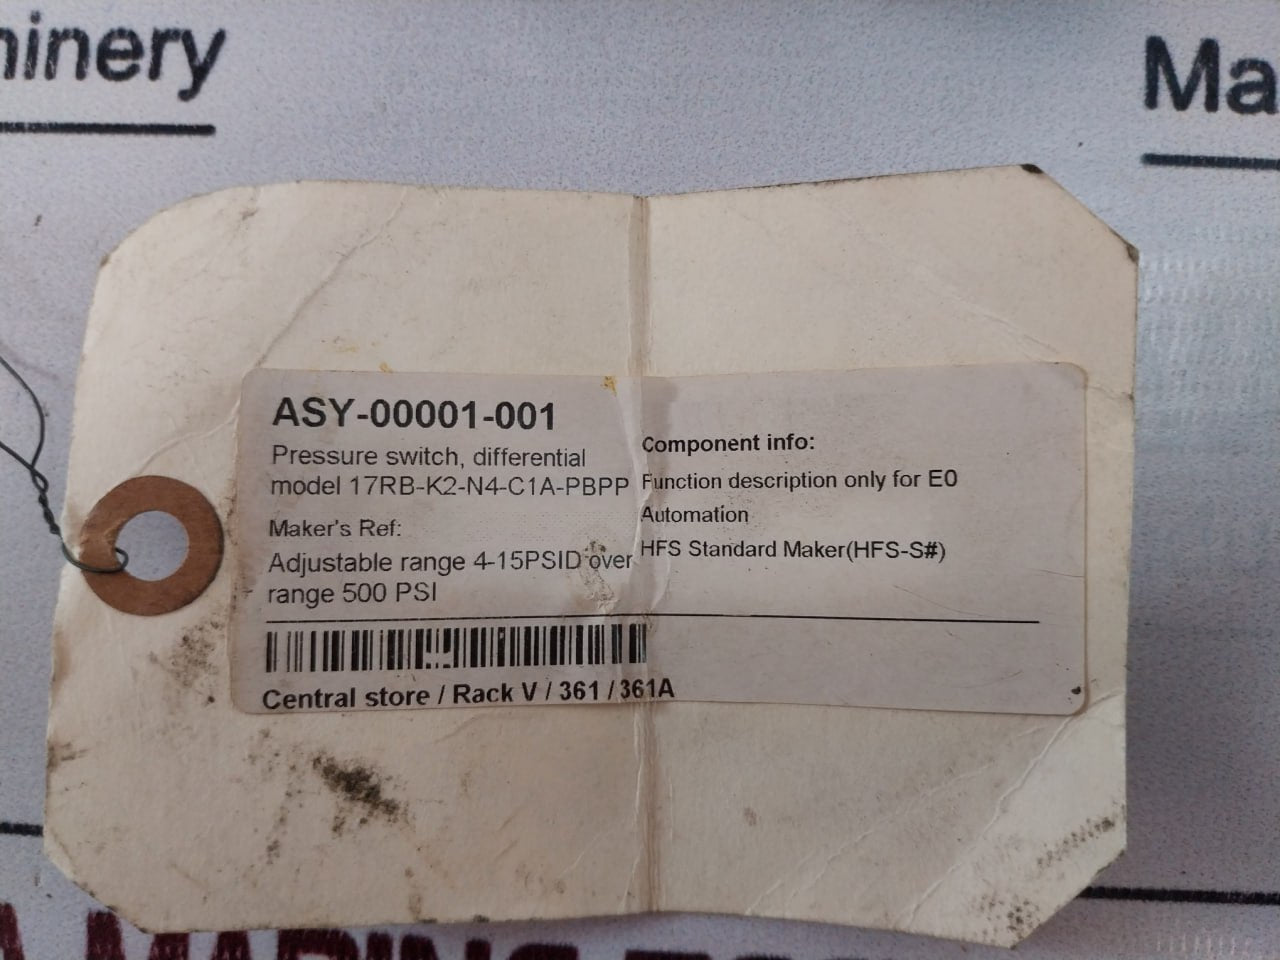 hinery
Ma
ASY-00001-001
Pressure switch, differential
model 17RB-K2-N4-C1A-PBPP
Maker's Ref:
Adjustable range 4-15PSID over
range 500 PSI
Component info:
Function description only for E0
Automation
HFS Standard Maker(HFS-S#)
Central store / Rack V / 361 / 361A